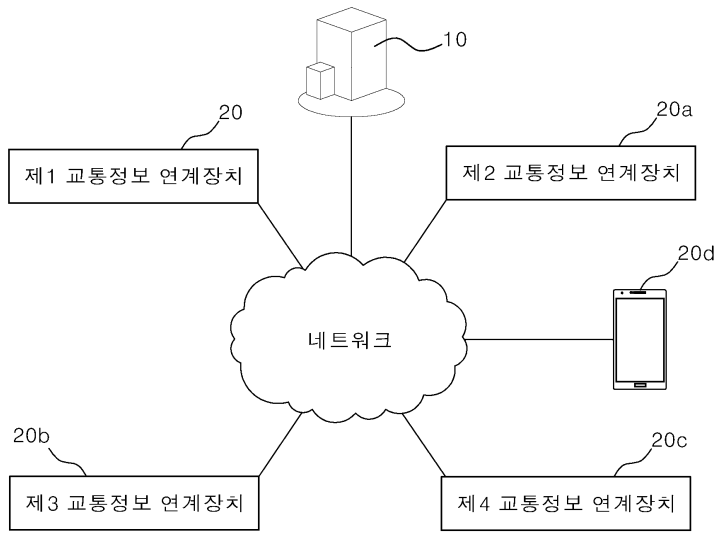 10
20
20a
제1 교통정보 연계장치
제2 교통정보 연계장치
20d
네트워크
20b
20c
제3 교통정보 연계장치
제4 교통정보 연계장치